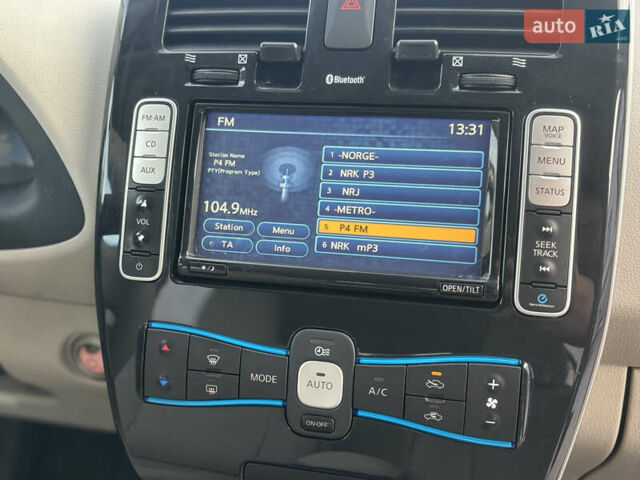 auto RIA.com
Bluetooth
FM·AM
CD
AUX
VOL
FM
13:31
Station Name
P4 FM
PTY(Program Type)
104.9MHz
Station
Menu
TA
Info
1 -NORGE-
2 NRK P3
3 NRJ
4 -METRO-
5 P4 FM
6 NRK mP3
OPEN/TILT
MAP
VOICE
MENU
STATUS
SEEK
TRACK
MODE
AUTO
ON·OFF
A/C